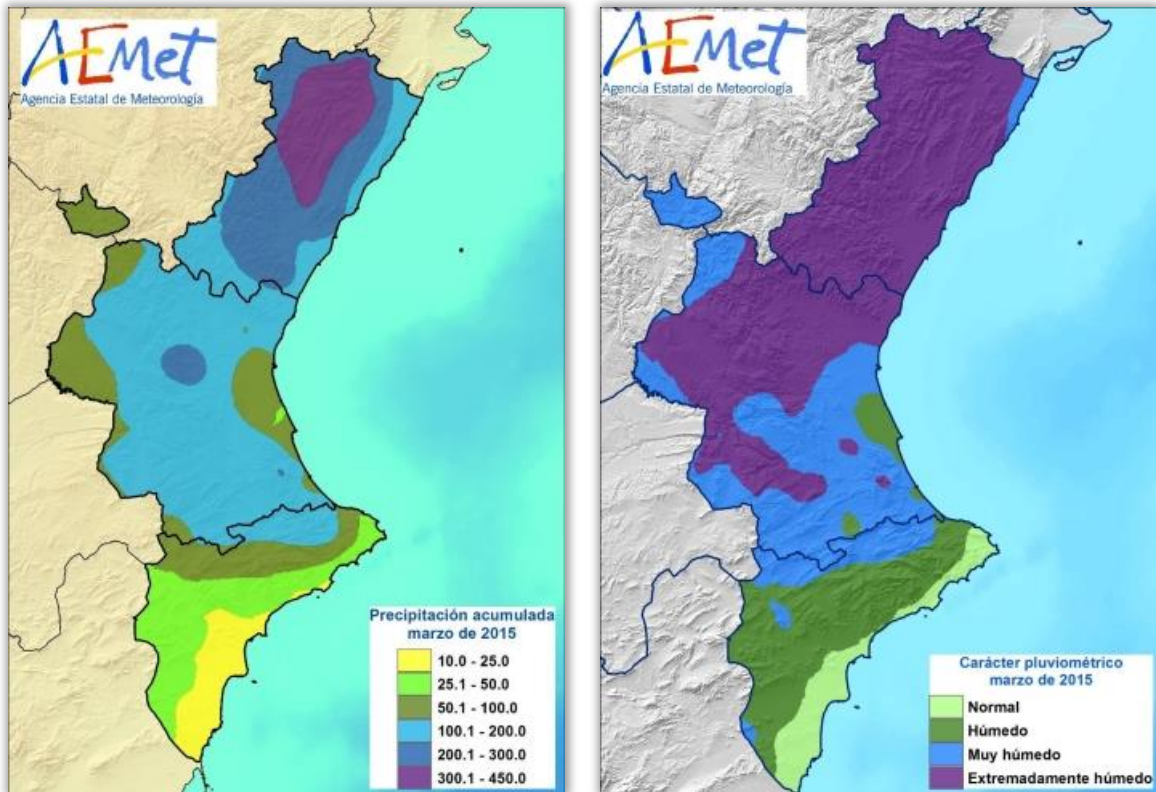 AEMet
Agencia Estatal de Meteorología
Precipitación acumulada
marzo de 2015
10.0 - 25.0
25.1 - 50.0
50.1 - 100.0
100.1 - 200.0
200.1 - 300.0
300.1 - 450.0
AEMet
Agencia Estatal de Meteorología
Carácter pluviométrico
marzo de 2015
Normal
Húmedo
Muy húmedo
Extremadamente húmedo